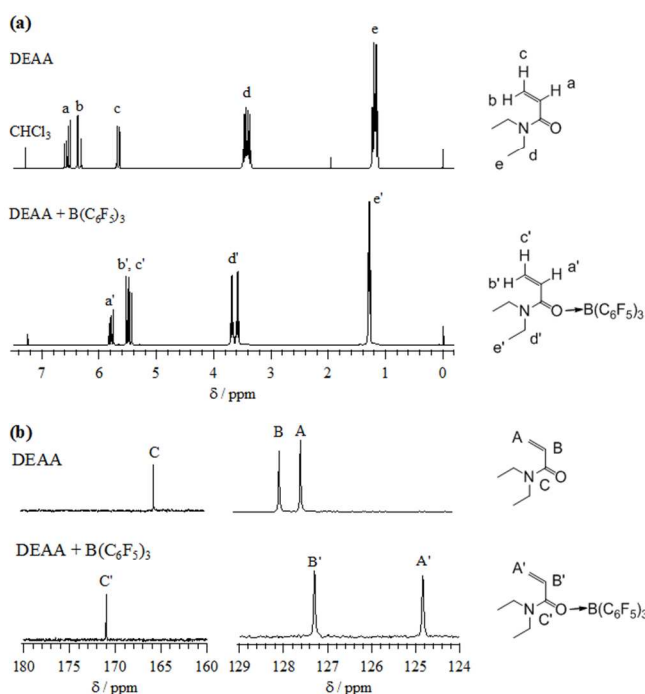 (a)
DEAA
CHCl3
a b c d e
c
H
b H H a
N O
e d
DEAA + B(C6F5)3
a' b', c' d' e'
c'
H
b' H H a'
N O B(C6F5)3
e' d'
7 6 5 4 3 2 1 0
δ / ppm
(b)
DEAA
C B A
A B
N C O
DEAA + B(C6F5)3
C' B' A'
A' B'
N C' O B(C6F5)3
180 175 170 165 160 129 128 127 126 125 124
δ / ppm δ / ppm